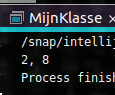 MijnKlasse ×
/snap/intellij
2, 8
Process finish